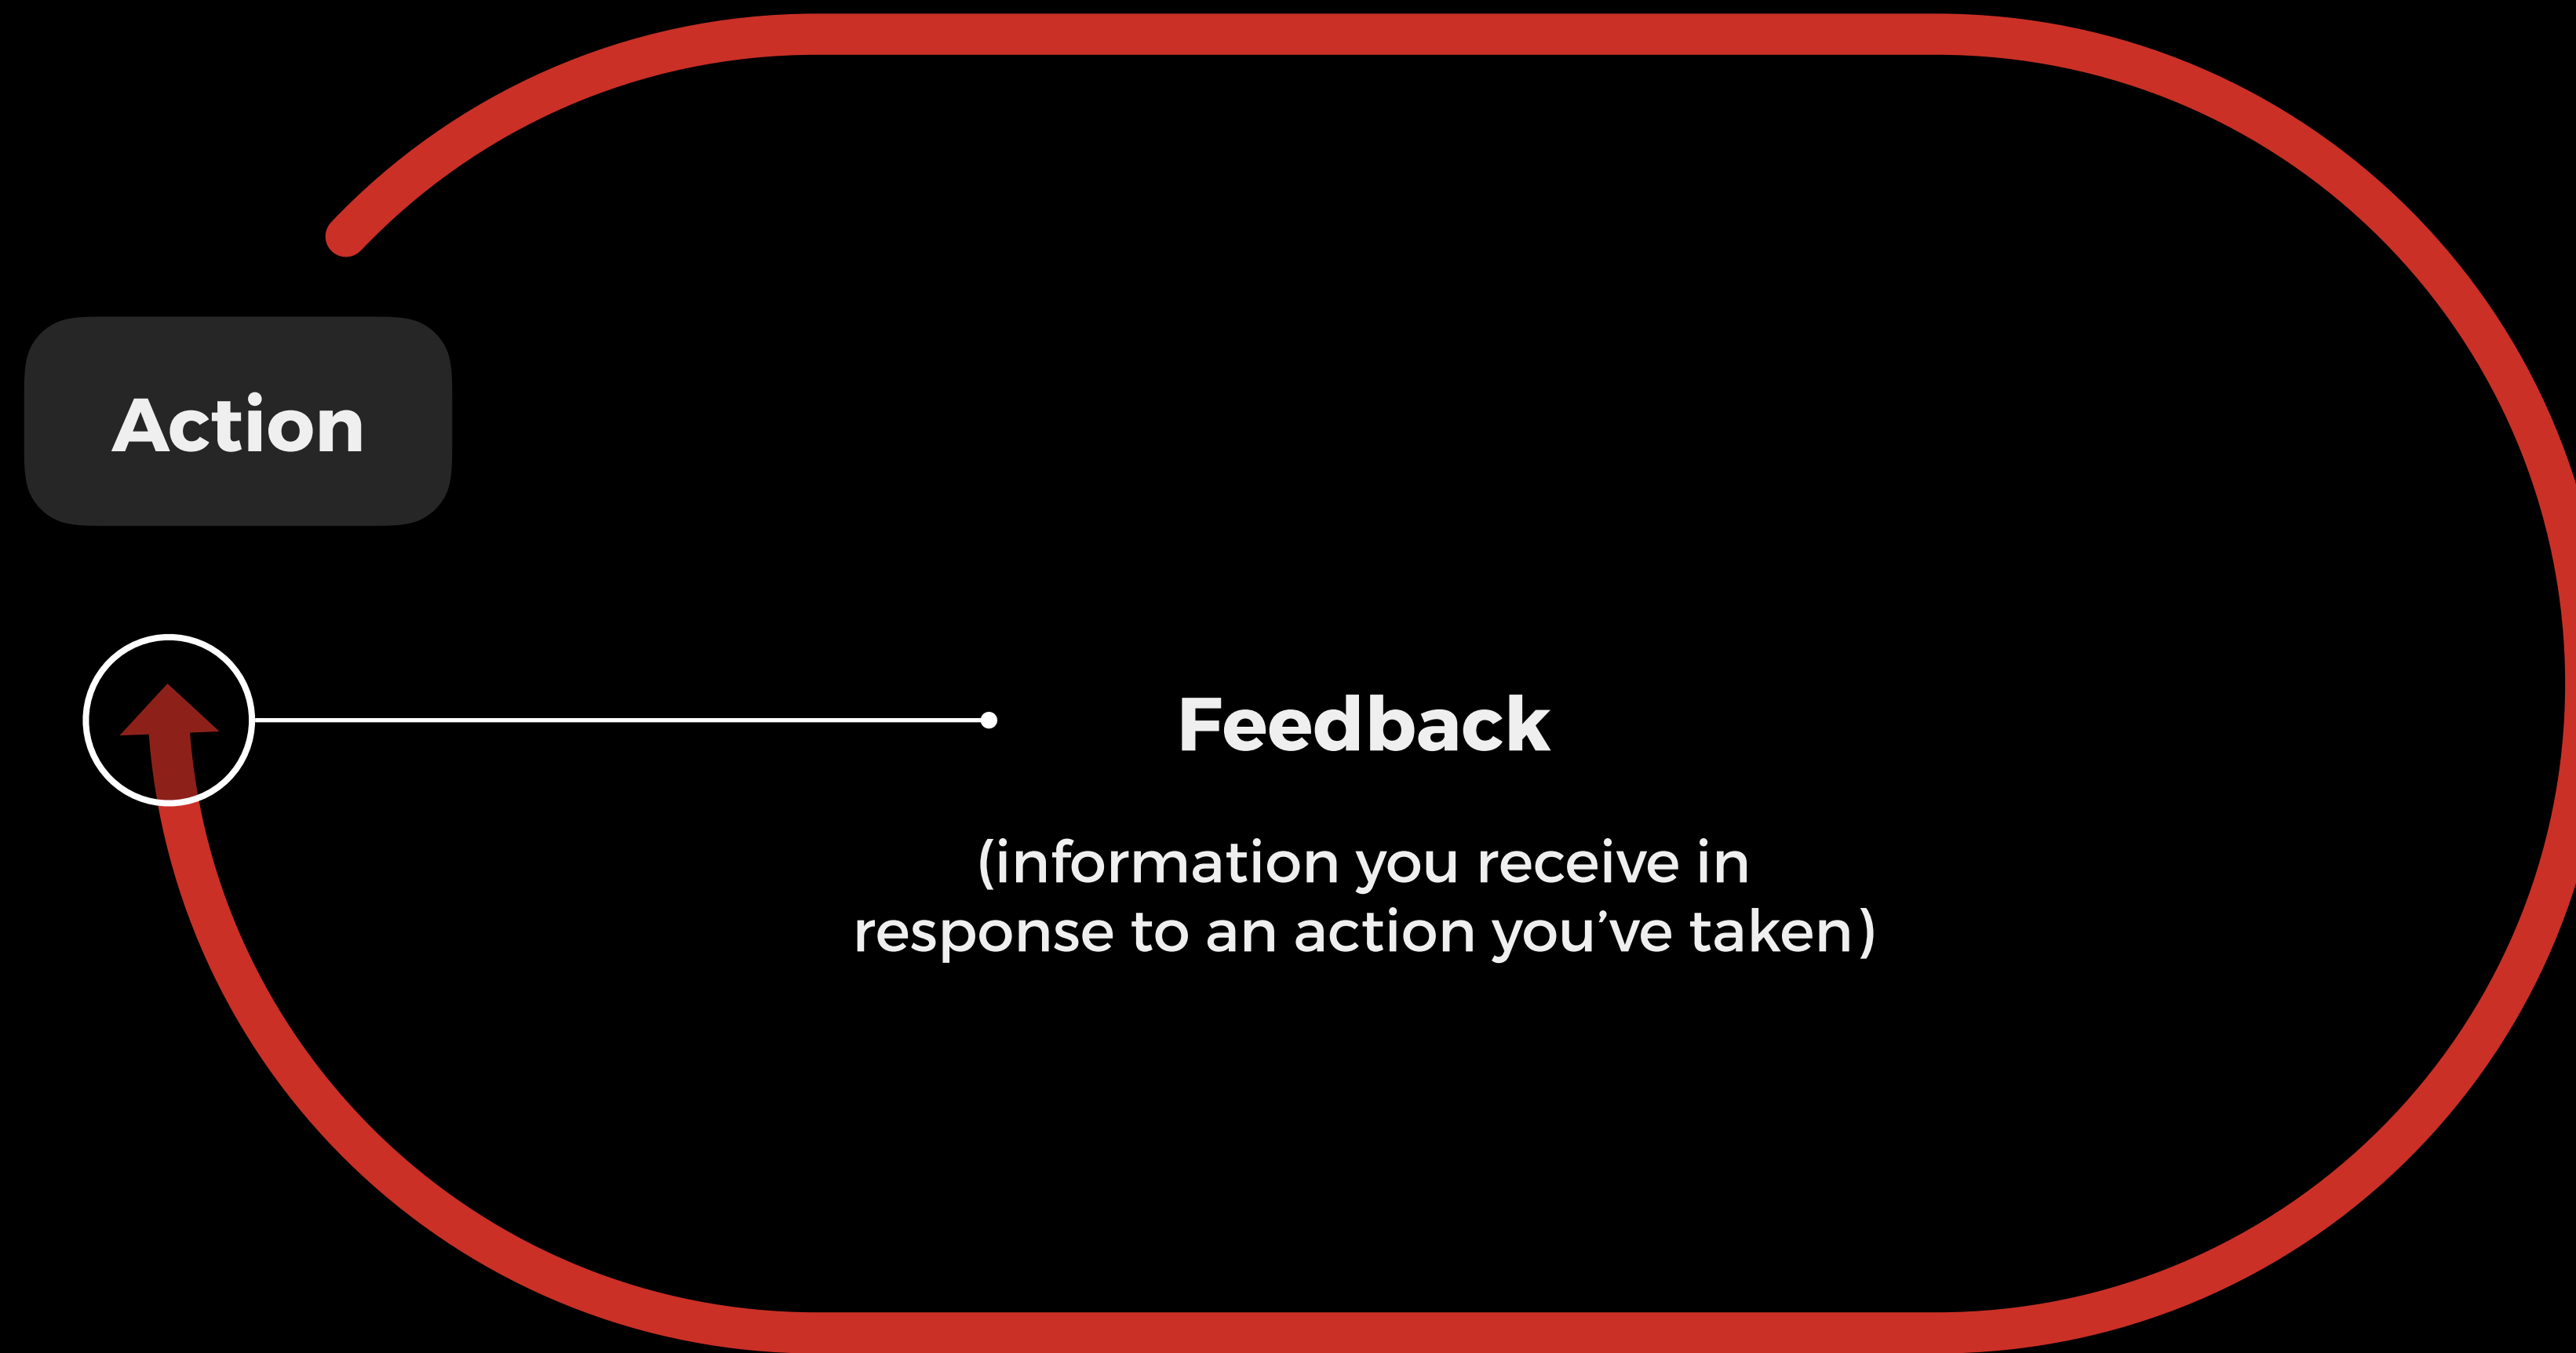 Action
Feedback
(information you receive in
response to an action you’ve taken)